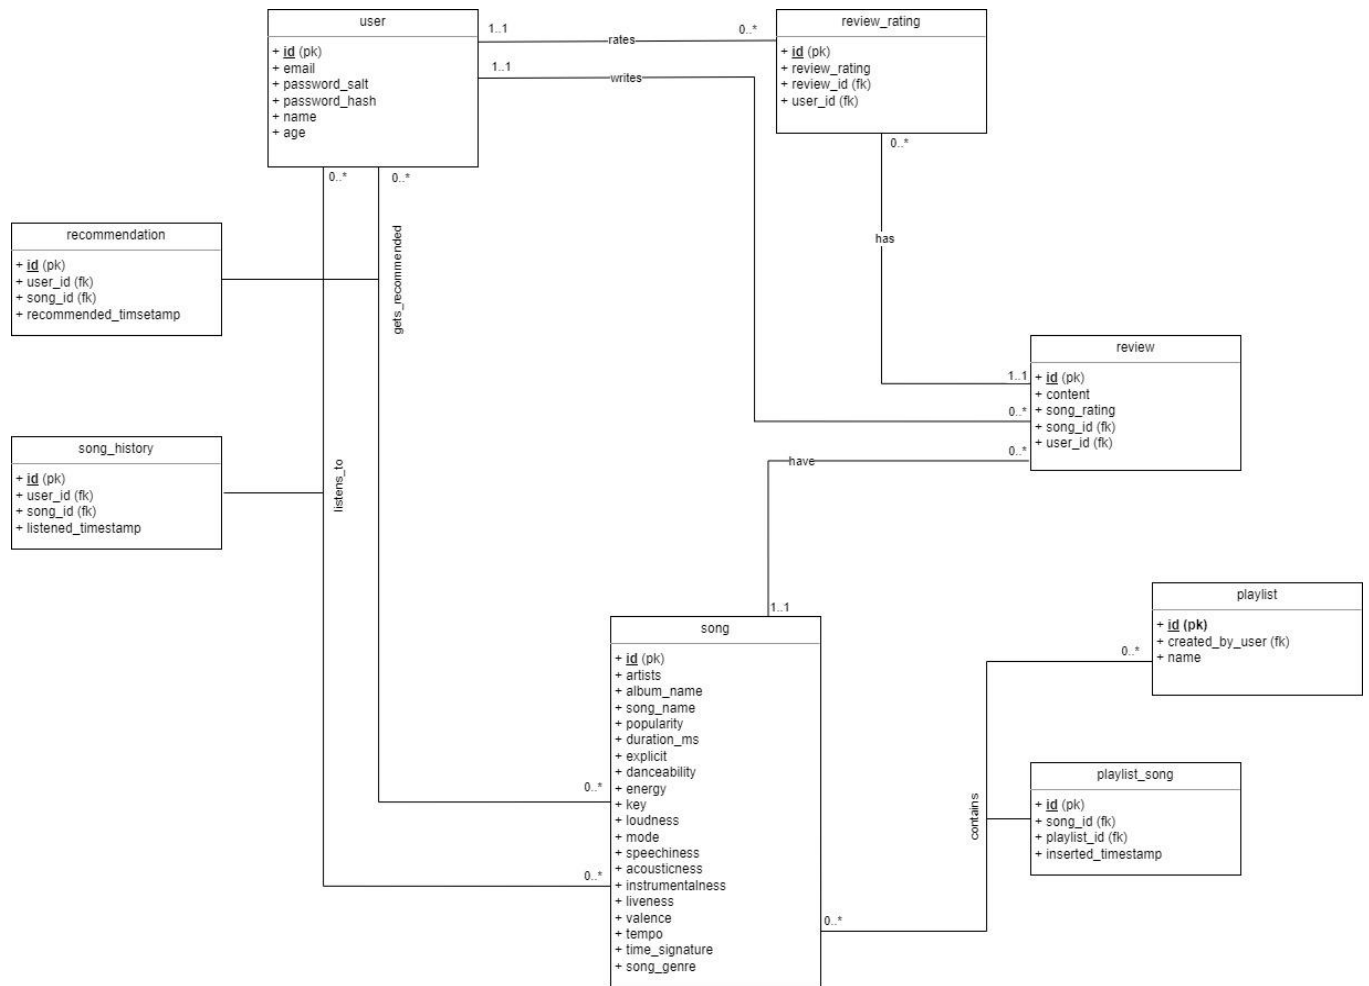 user
+ id (pk)
+ email
+ password_salt
+ password_hash
+ name
+ age
1..1
rates
0..*
1..1
writes
review_rating
+ id (pk)
+ review_rating
+ review_id (fk)
+ user_id (fk)
0..*
has
0..*
0..*
gets_recommended
listens_to
recommendation
+ id (pk)
+ user_id (fk)
+ song_id (fk)
+ recommended_timsetamp
song_history
+ id (pk)
+ user_id (fk)
+ song_id (fk)
+ listened_timestamp
review
+ id (pk)
+ content
+ song_rating
+ song_id (fk)
+ user_id (fk)
1..1
0..*
0..*
have
1..1
song
+ id (pk)
+ artists
+ album_name
+ song_name
+ popularity
+ duration_ms
+ explicit
+ danceability
+ energy
+ key
+ loudness
+ mode
+ speechiness
+ acousticness
+ instrumentalness
+ liveness
+ valence
+ tempo
+ time_signature
+ song_genre
0..*
0..*
0..*
contains
0..*
playlist
+ id (pk)
+ created_by_user (fk)
+ name
playlist_song
+ id (pk)
+ song_id (fk)
+ playlist_id (fk)
+ inserted_timestamp